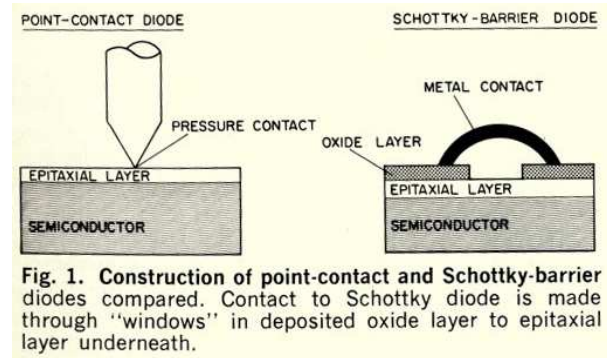 POINT-CONTACT DIODE
PRESSURE CONTACT
EPITAXIAL LAYER
SEMICONDUCTOR
SCHOTTKY-BARRIER DIODE
METAL CONTACT
OXIDE LAYER
EPITAXIAL LAYER
SEMICONDUCTOR
Fig. 1. Construction of point-contact and Schottky-barrier
diodes compared. Contact to Schottky diode is made
through "windows" in deposited oxide layer to epitaxial
layer underneath.